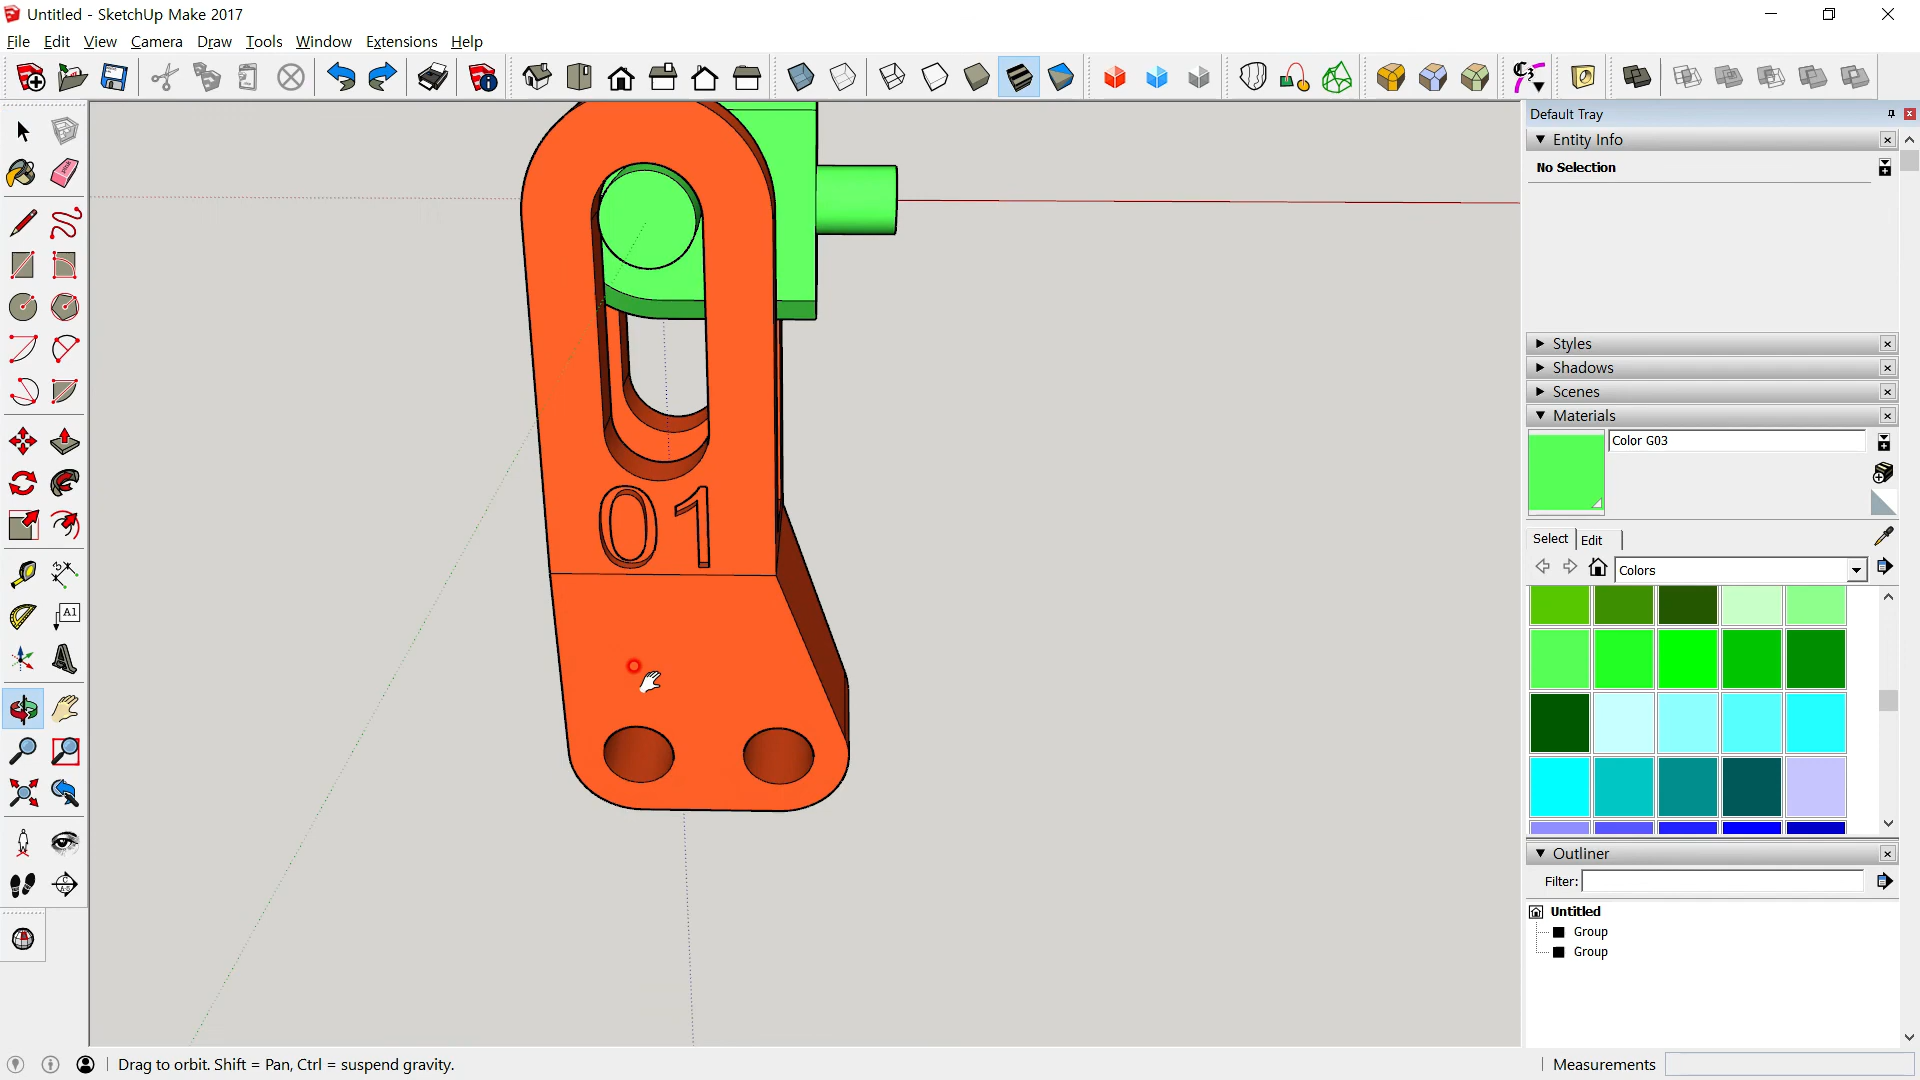 Untitled - SketchUp Make 2017
File Edit View Camera Draw Tools Window Extensions Help
Default Tray
Entity Info
No Selection
Styles
Shadows
Scenes
Materials
Color G03
Select Edit
Colors
Outliner
Filter:
Untitled
Group
Group
01
A1
Drag to orbit. Shift = Pan, Ctrl = suspend gravity.
Measurements